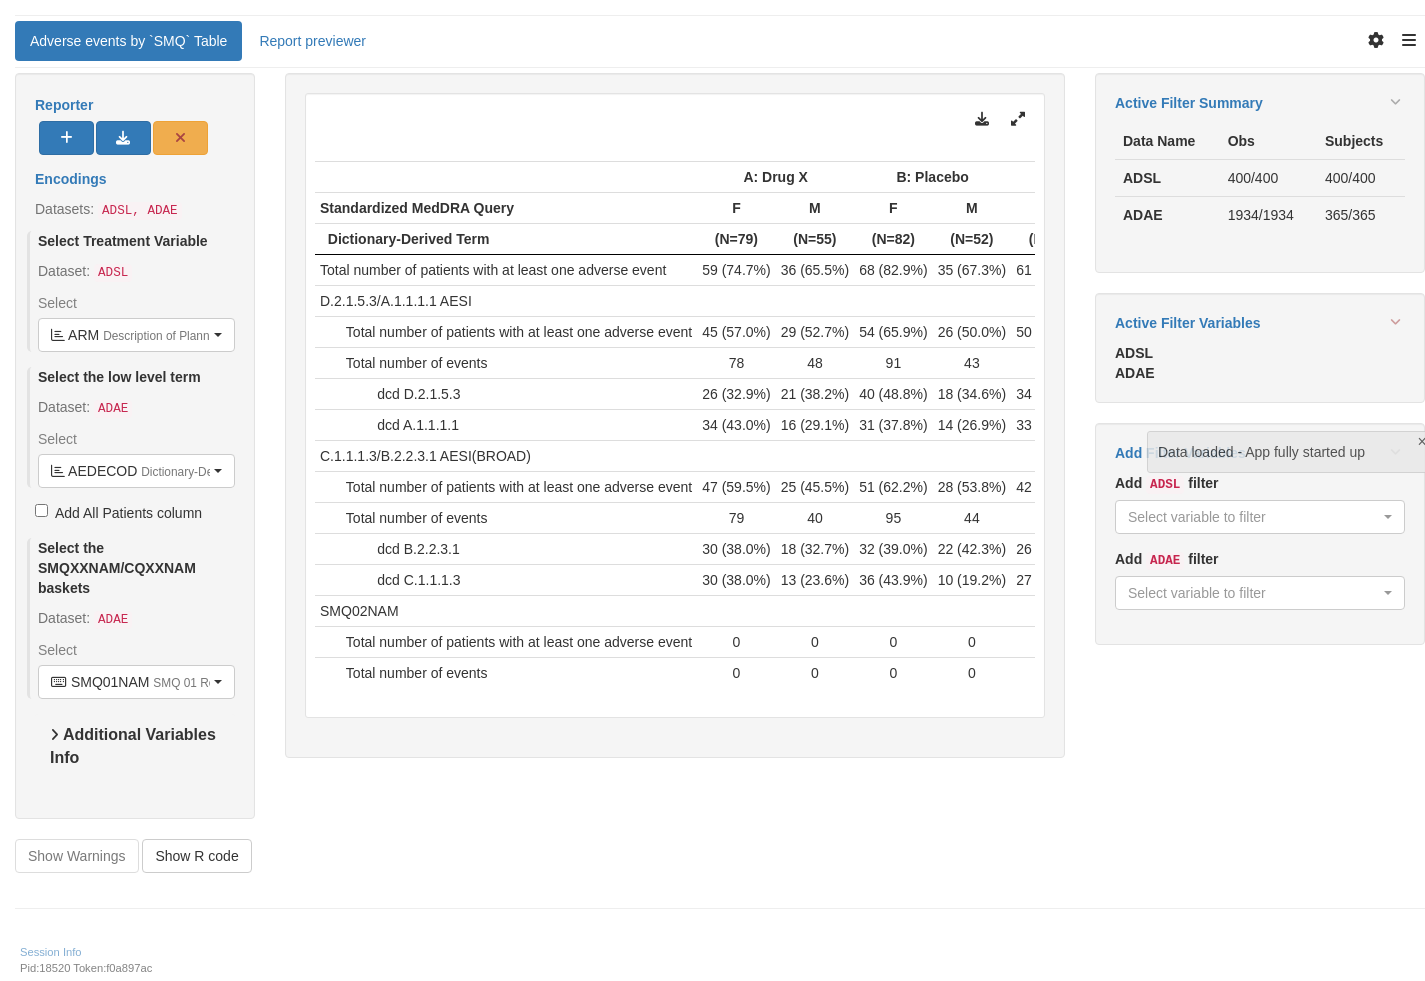 Adverse events by `SMQ` Table
Report previewer
Reporter
Encodings
Datasets: ADSL, ADAE
Select Treatment Variable
Dataset: ADSL
Select
ARM Description of Plann
Select the low level term
Dataset: ADAE
Select
AEDECOD Dictionary-De
Add All Patients column
Select the
SMQXXNAM/CQXXNAM
baskets
Dataset: ADAE
Select
SMQ01NAM SMQ 01 R
Additional Variables
Info
Show Warnings
Show R code
A: Drug X B: Placebo
Standardized MedDRA Query F M F M
Dictionary-Derived Term (N=79) (N=55) (N=82) (N=52)
Total number of patients with at least one adverse event 59 (74.7%) 36 (65.5%) 68 (82.9%) 35 (67.3%) 61
D.2.1.5.3/A.1.1.1.1 AESI
Total number of patients with at least one adverse event 45 (57.0%) 29 (52.7%) 54 (65.9%) 26 (50.0%) 50
Total number of events 78 48 91 43
dcd D.2.1.5.3 26 (32.9%) 21 (38.2%) 40 (48.8%) 18 (34.6%) 34
dcd A.1.1.1.1 34 (43.0%) 16 (29.1%) 31 (37.8%) 14 (26.9%) 33
C.1.1.1.3/B.2.2.3.1 AESI(BROAD)
Total number of patients with at least one adverse event 47 (59.5%) 25 (45.5%) 51 (62.2%) 28 (53.8%) 42
Total number of events 79 40 95 44
dcd B.2.2.3.1 30 (38.0%) 18 (32.7%) 32 (39.0%) 22 (42.3%) 26
dcd C.1.1.1.3 30 (38.0%) 13 (23.6%) 36 (43.9%) 10 (19.2%) 27
SMQ02NAM
Total number of patients with at least one adverse event 0 0 0 0
Total number of events 0 0 0 0
Active Filter Summary
Data Name Obs Subjects
ADSL 400/400 400/400
ADAE 1934/1934 365/365
Active Filter Variables
ADSL
ADAE
Add
Data loaded - App fully started up
×
Add ADSL filter
Select variable to filter
Add ADAE filter
Select variable to filter
Session Info
Pid:18520 Token:f0a897ac